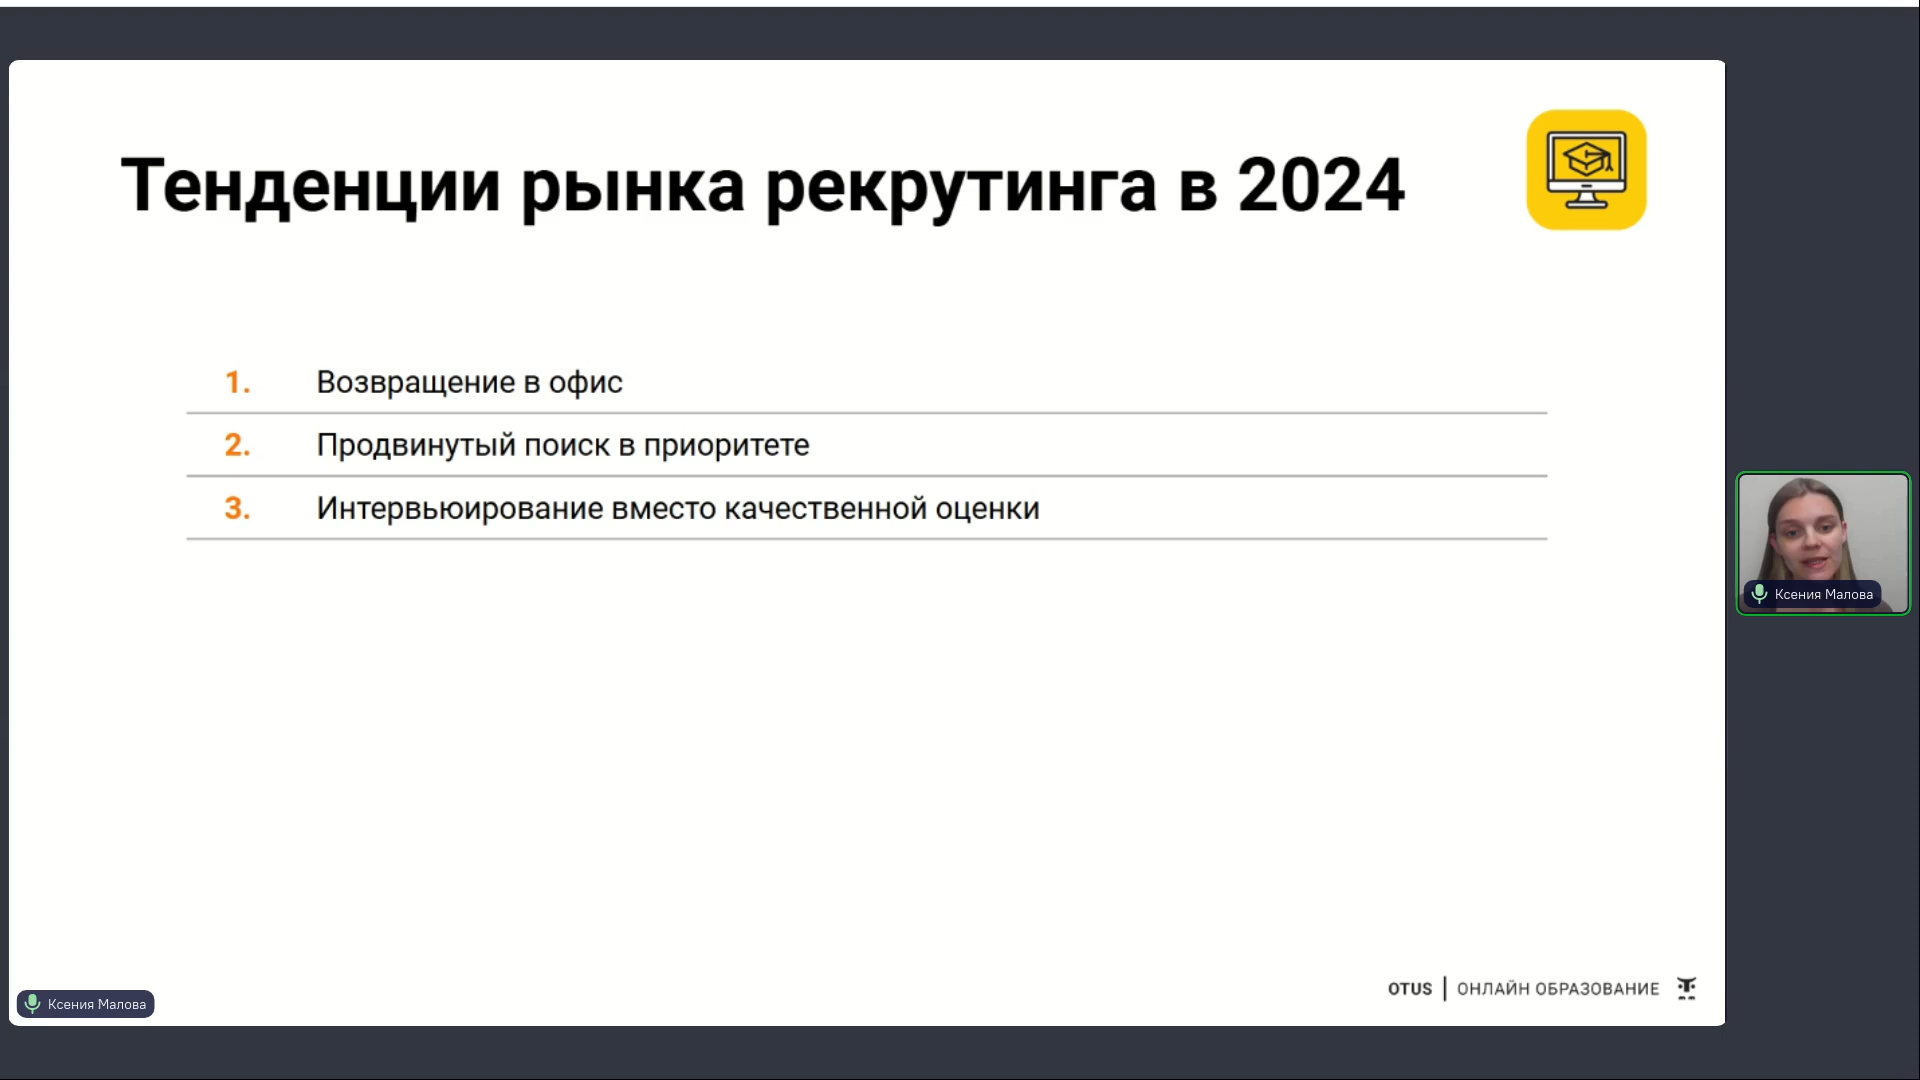 Тенденции рынка рекрутинга в 2024
1. Возвращение в офис
2. Продвинутый поиск в приоритете
3. Интервьюирование вместо качественной оценки
Ксения Малова
OTUS | ОНЛАЙН ОБРАЗОВАНИЕ
Ксения Малова